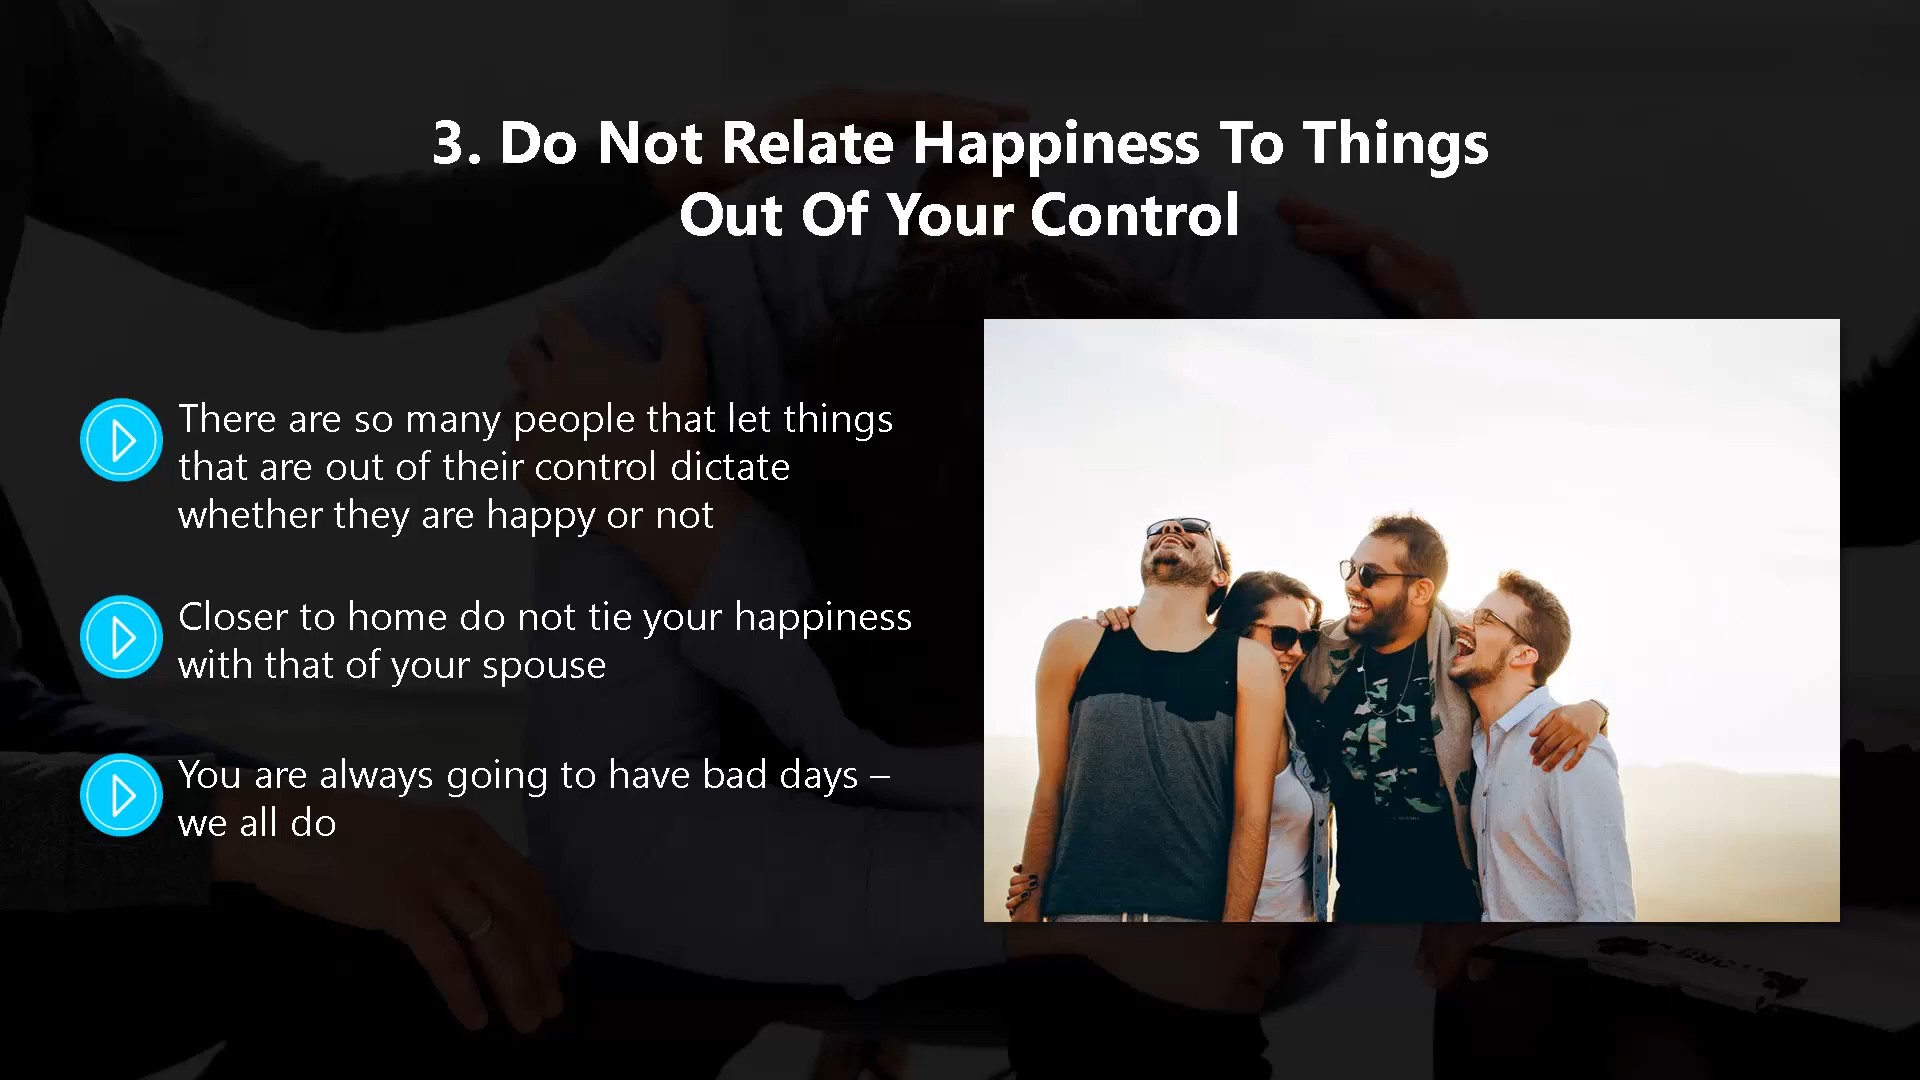 3. Do Not Relate Happiness To Things
Out Of Your Control
There are so many people that let things
that are out of their control dictate
whether they are happy or not
Closer to home do not tie your happiness
with that of your spouse
You are always going to have bad days –
we all do